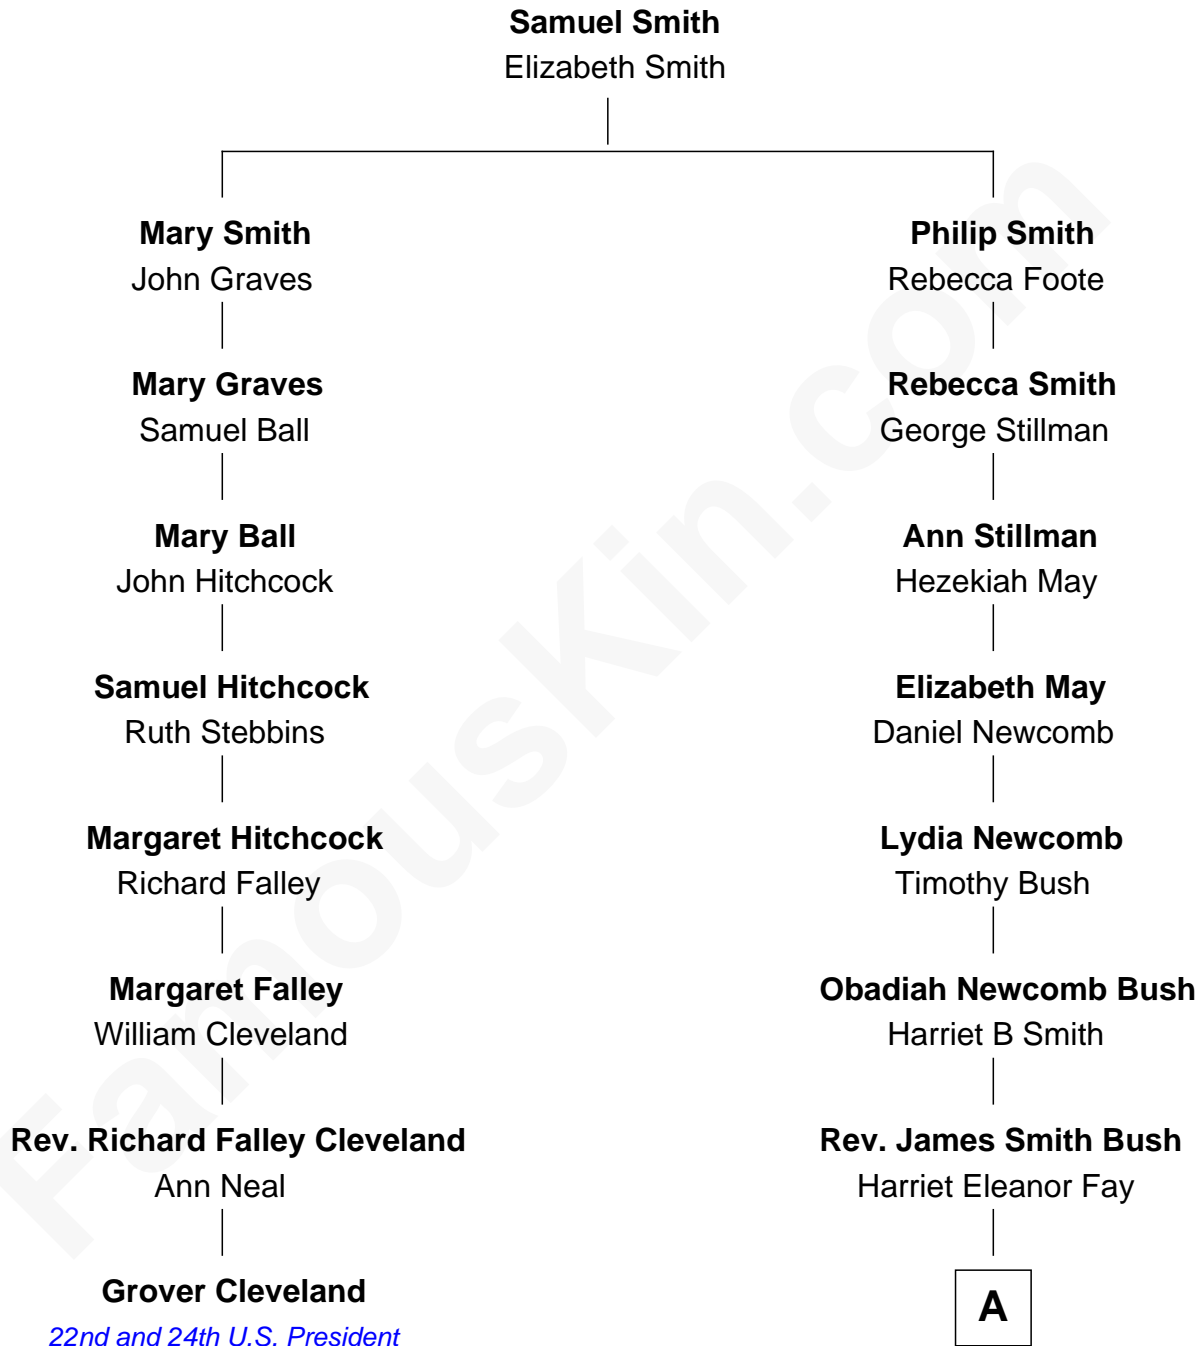 Samuel Smith
Elizabeth Smith
Mary Smith
John Graves
Philip Smith
Rebecca Foote
Mary Graves
Samuel Ball
Rebecca Smith
George Stillman
Mary Ball
John Hitchcock
Ann Stillman
Hezekiah May
Samuel Hitchcock
Ruth Stebbins
Elizabeth May
Daniel Newcomb
Margaret Hitchcock
Richard Falley
Lydia Newcomb
Timothy Bush
Margaret Falley
William Cleveland
Obadiah Newcomb Bush
Harriet B Smith
Rev. Richard Falley Cleveland
Ann Neal
Rev. James Smith Bush
Harriet Eleanor Fay
Grover Cleveland
22nd and 24th U.S. President
A
FamousKin.com